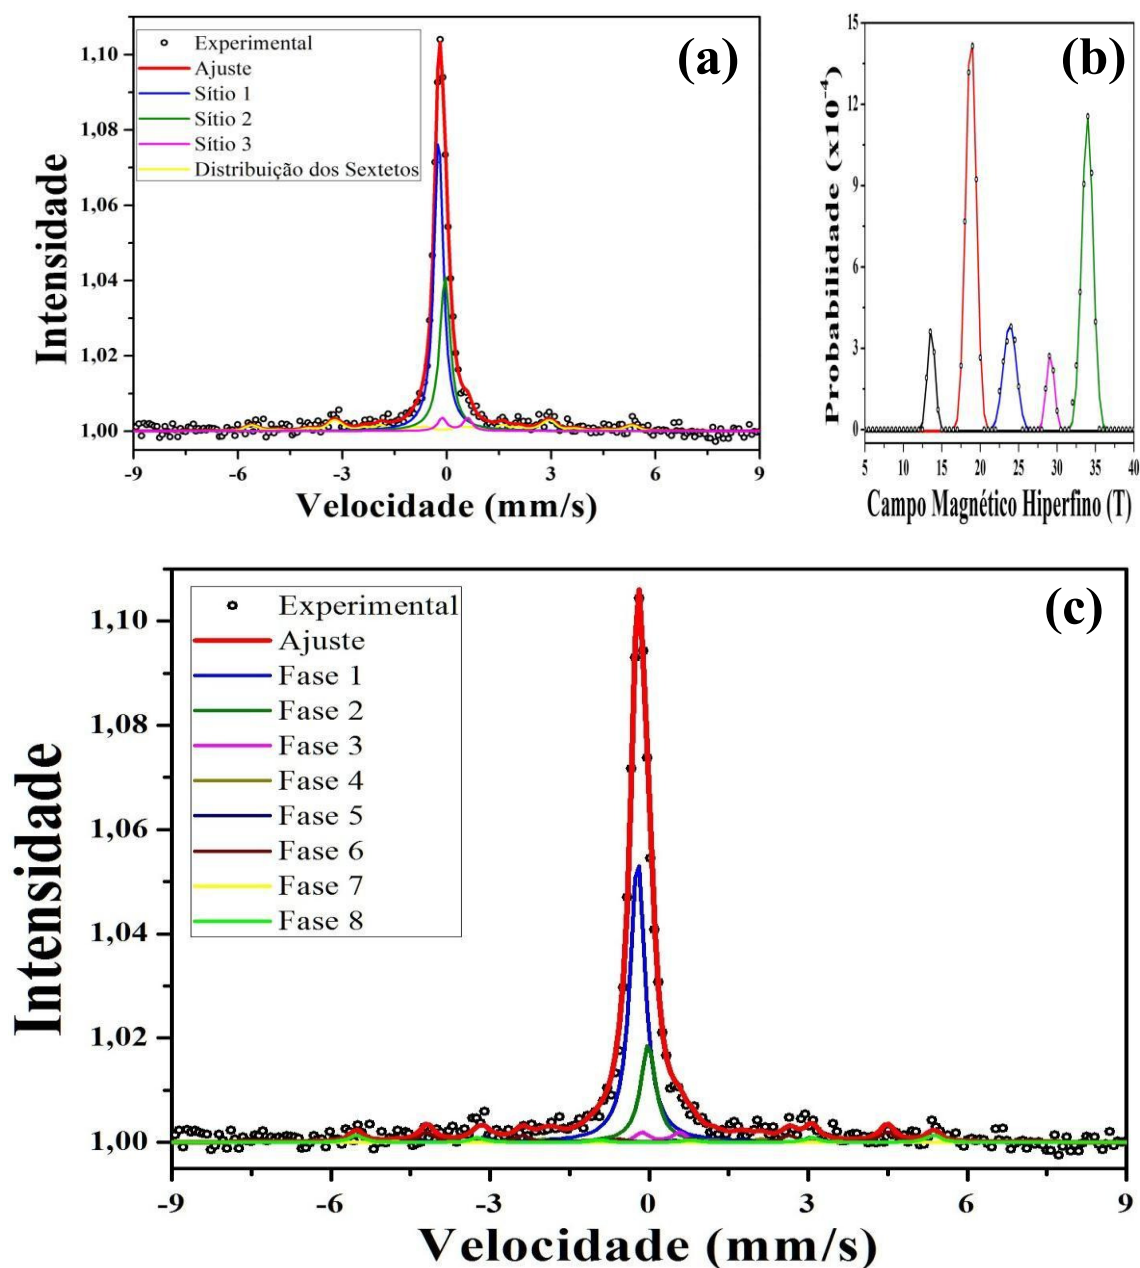 (a)
Experimental
Ajuste
Sítio 1
Sítio 2
Sítio 3
Distribuição dos Sextetos
Intensidade
1,10
1,08
1,06
1,04
1,02
1,00
-9 -6 -3 0 3 6 9
Velocidade (mm/s)
(b)
Probabilidade (x10⁻⁴)
15
12
9
6
3
0
5 10 15 20 25 30 35 40
Campo Magnético Hiperfino (T)
(c)
Experimental
Ajuste
Fase 1
Fase 2
Fase 3
Fase 4
Fase 5
Fase 6
Fase 7
Fase 8
Intensidade
1,10
1,08
1,06
1,04
1,02
1,00
-9 -6 -3 0 3 6 9
Velocidade (mm/s)